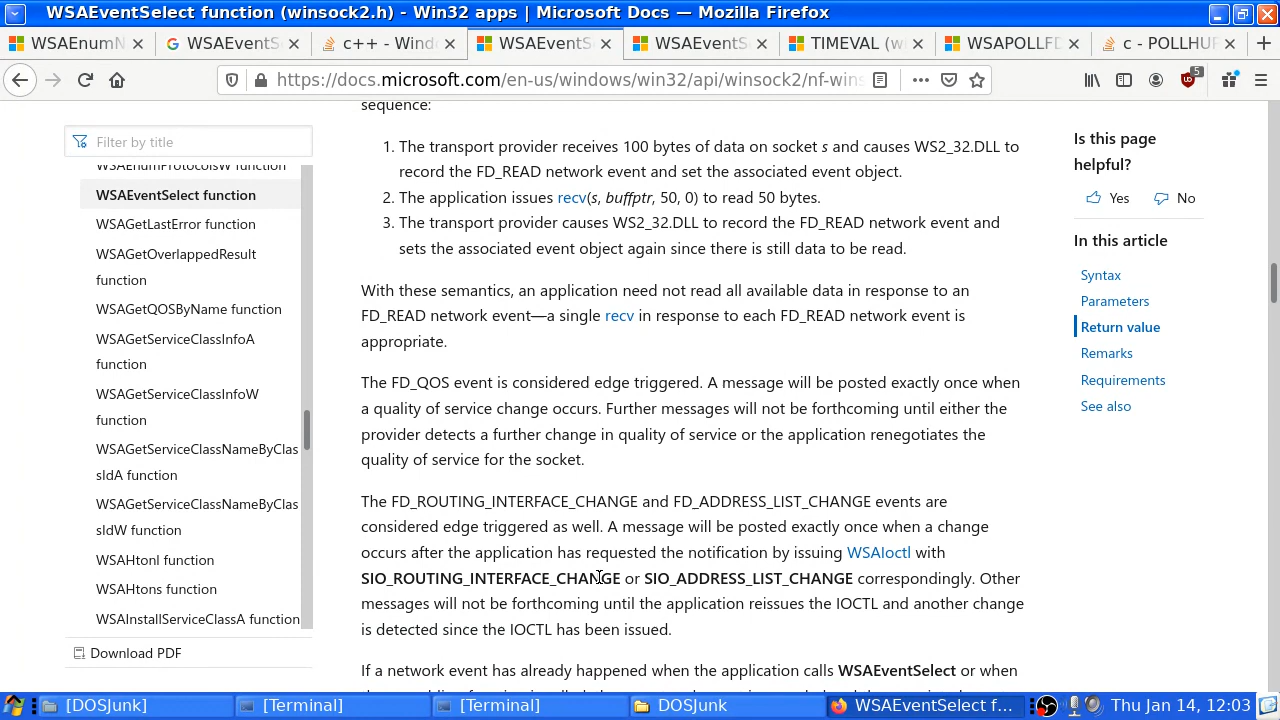 WSAEventSelect function (winsock2.h) - Win32 apps | Microsoft Docs — Mozilla Firefox
WSAEnumN
WSAEventS
c++ - Wind
WSAEventS
WSAEventS
TIMEVAL (w
WSAPOLLFD
c - POLLHU
https://docs.microsoft.com/en-us/windows/win32/api/winsock2/nf-wins
5
Filter by title
WSAEnumProtocolsW function
WSAEventSelect function
WSAGetLastError function
WSAGetOverlappedResult
function
WSAGetQOSByName function
WSAGetServiceClassInfoA
function
WSAGetServiceClassInfoW
function
WSAGetServiceClassNameByClas
sIdA function
WSAGetServiceClassNameByClas
sIdW function
WSAHtonl function
WSAHtons function
WSAInstallServiceClassA function
Download PDF
sequence:
1. The transport provider receives 100 bytes of data on socket s and causes WS2_32.DLL to
record the FD_READ network event and set the associated event object.
2. The application issues recv(s, buffptr, 50, 0) to read 50 bytes.
3. The transport provider causes WS2_32.DLL to record the FD_READ network event and
sets the associated event object again since there is still data to be read.
With these semantics, an application need not read all available data in response to an
FD_READ network event—a single recv in response to each FD_READ network event is
appropriate.
The FD_QOS event is considered edge triggered. A message will be posted exactly once when
a quality of service change occurs. Further messages will not be forthcoming until either the
provider detects a further change in quality of service or the application renegotiates the
quality of service for the socket.
The FD_ROUTING_INTERFACE_CHANGE and FD_ADDRESS_LIST_CHANGE events are
considered edge triggered as well. A message will be posted exactly once when a change
occurs after the application has requested the notification by issuing WSAIoctl with
SIO_ROUTING_INTERFACE_CHANGE or SIO_ADDRESS_LIST_CHANGE correspondingly. Other
messages will not be forthcoming until the application reissues the IOCTL and another change
is detected since the IOCTL has been issued.
If a network event has already happened when the application calls WSAEventSelect or when
Is this page
helpful?
Yes
No
In this article
Syntax
Parameters
Return value
Remarks
Requirements
See also
[DOSJunk]
[Terminal]
[Terminal]
DOSJunk
WSAEventSelect f...
Thu Jan 14, 12:03